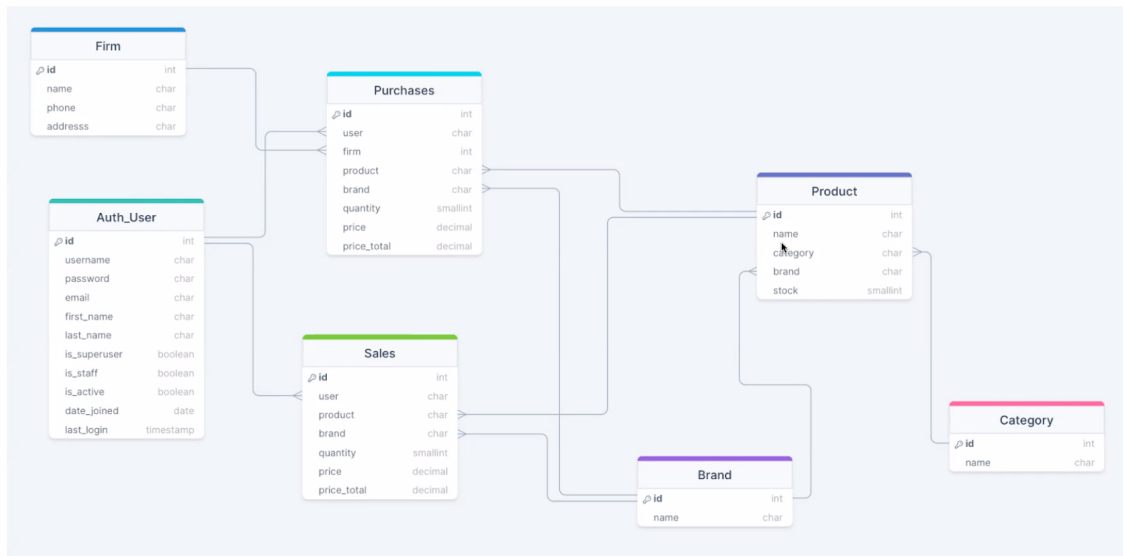 Firm
id int
name char
phone char
addresss char
Purchases
id int
user char
firm int
product char
brand char
quantity smallint
price decimal
price_total decimal
Auth_User
id int
username char
password char
email char
first_name char
last_name char
is_superuser boolean
is_staff boolean
is_active boolean
date_joined date
last_login timestamp
Product
id int
name char
category char
brand char
stock smallint
Sales
id int
user char
product char
brand char
quantity smallint
price decimal
price_total decimal
Brand
id int
name char
Category
id int
name char